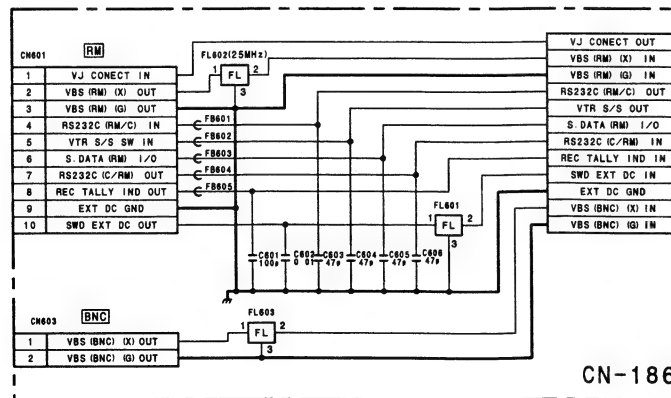 CN601
RM
1 VJ CONECT IN
2 VBS (RM) (X) OUT
3 VBS (RM) (G) OUT
4 RS232C (RM/C) IN
5 VTR S/S SW IN
6 S.DATA (RM) I/O
7 RS232C (C/RM) OUT
8 REC TALLY IND OUT
9 EXT DC GND
10 SWD EXT DC OUT
FL602(25MHz)
1 FL 2
3
FB601
FB602
FB603
FB604
FB605
FL601
1 FL 2
3
C601 100p
C602 0.01
C603 47p
C604 47p
C605 47p
C606 47p
VJ CONECT OUT
VBS (RM) (X) IN
VBS (RM) (G) IN
RS232C (RM/C) OUT
VTR S/S OUT
S.DATA (RM) I/O
RS232C (C/RM) IN
REC TALLY IND IN
SWD EXT DC IN
EXT DC GND
VBS (BNC) (X) IN
VBS (BNC) (G) IN
CN603
BNC
1 VBS (BNC) (X) OUT
2 VBS (BNC) (G) OUT
FL603
1 FL 2
3
CN-186